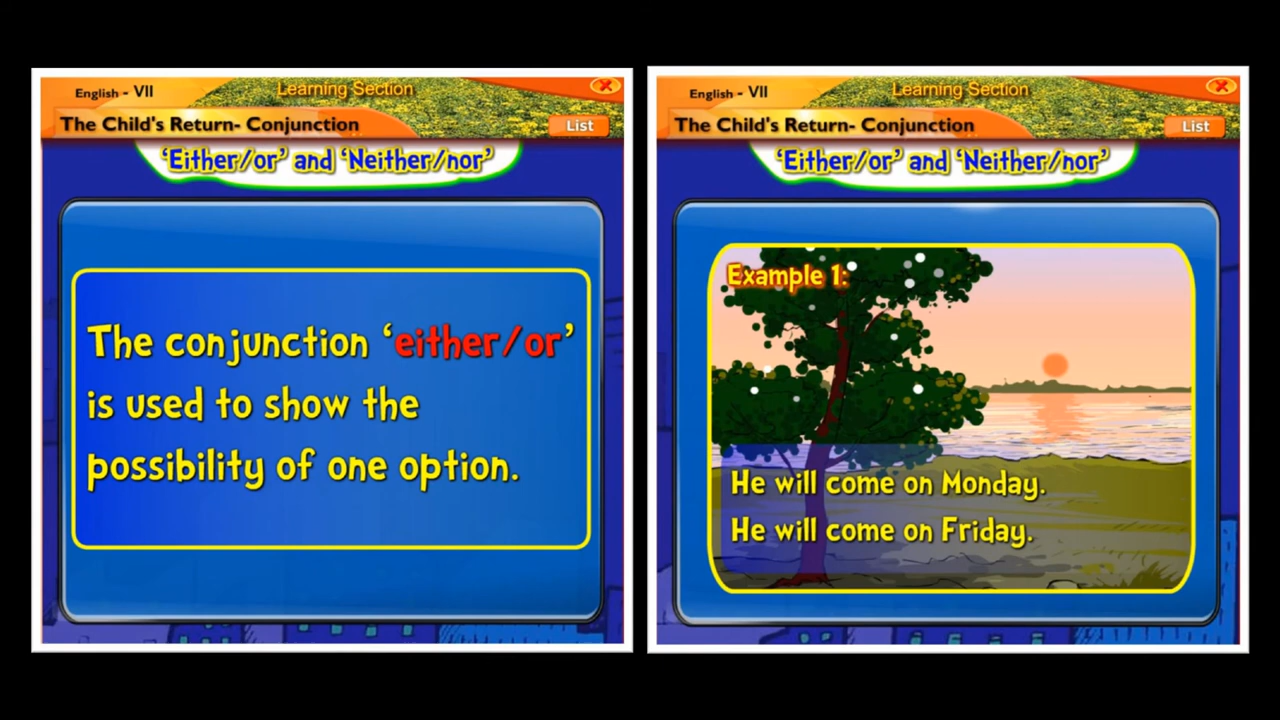 English - VII
Learning Section
The Child's Return- Conjunction
List
‘Either/or’ and ‘Neither/nor’
The conjunction ‘either/or’
is used to show the
possibility of one option.
English - VII
Learning Section
The Child's Return- Conjunction
List
‘Either/or’ and ‘Neither/nor’
Example 1:
He will come on Monday.
He will come on Friday.